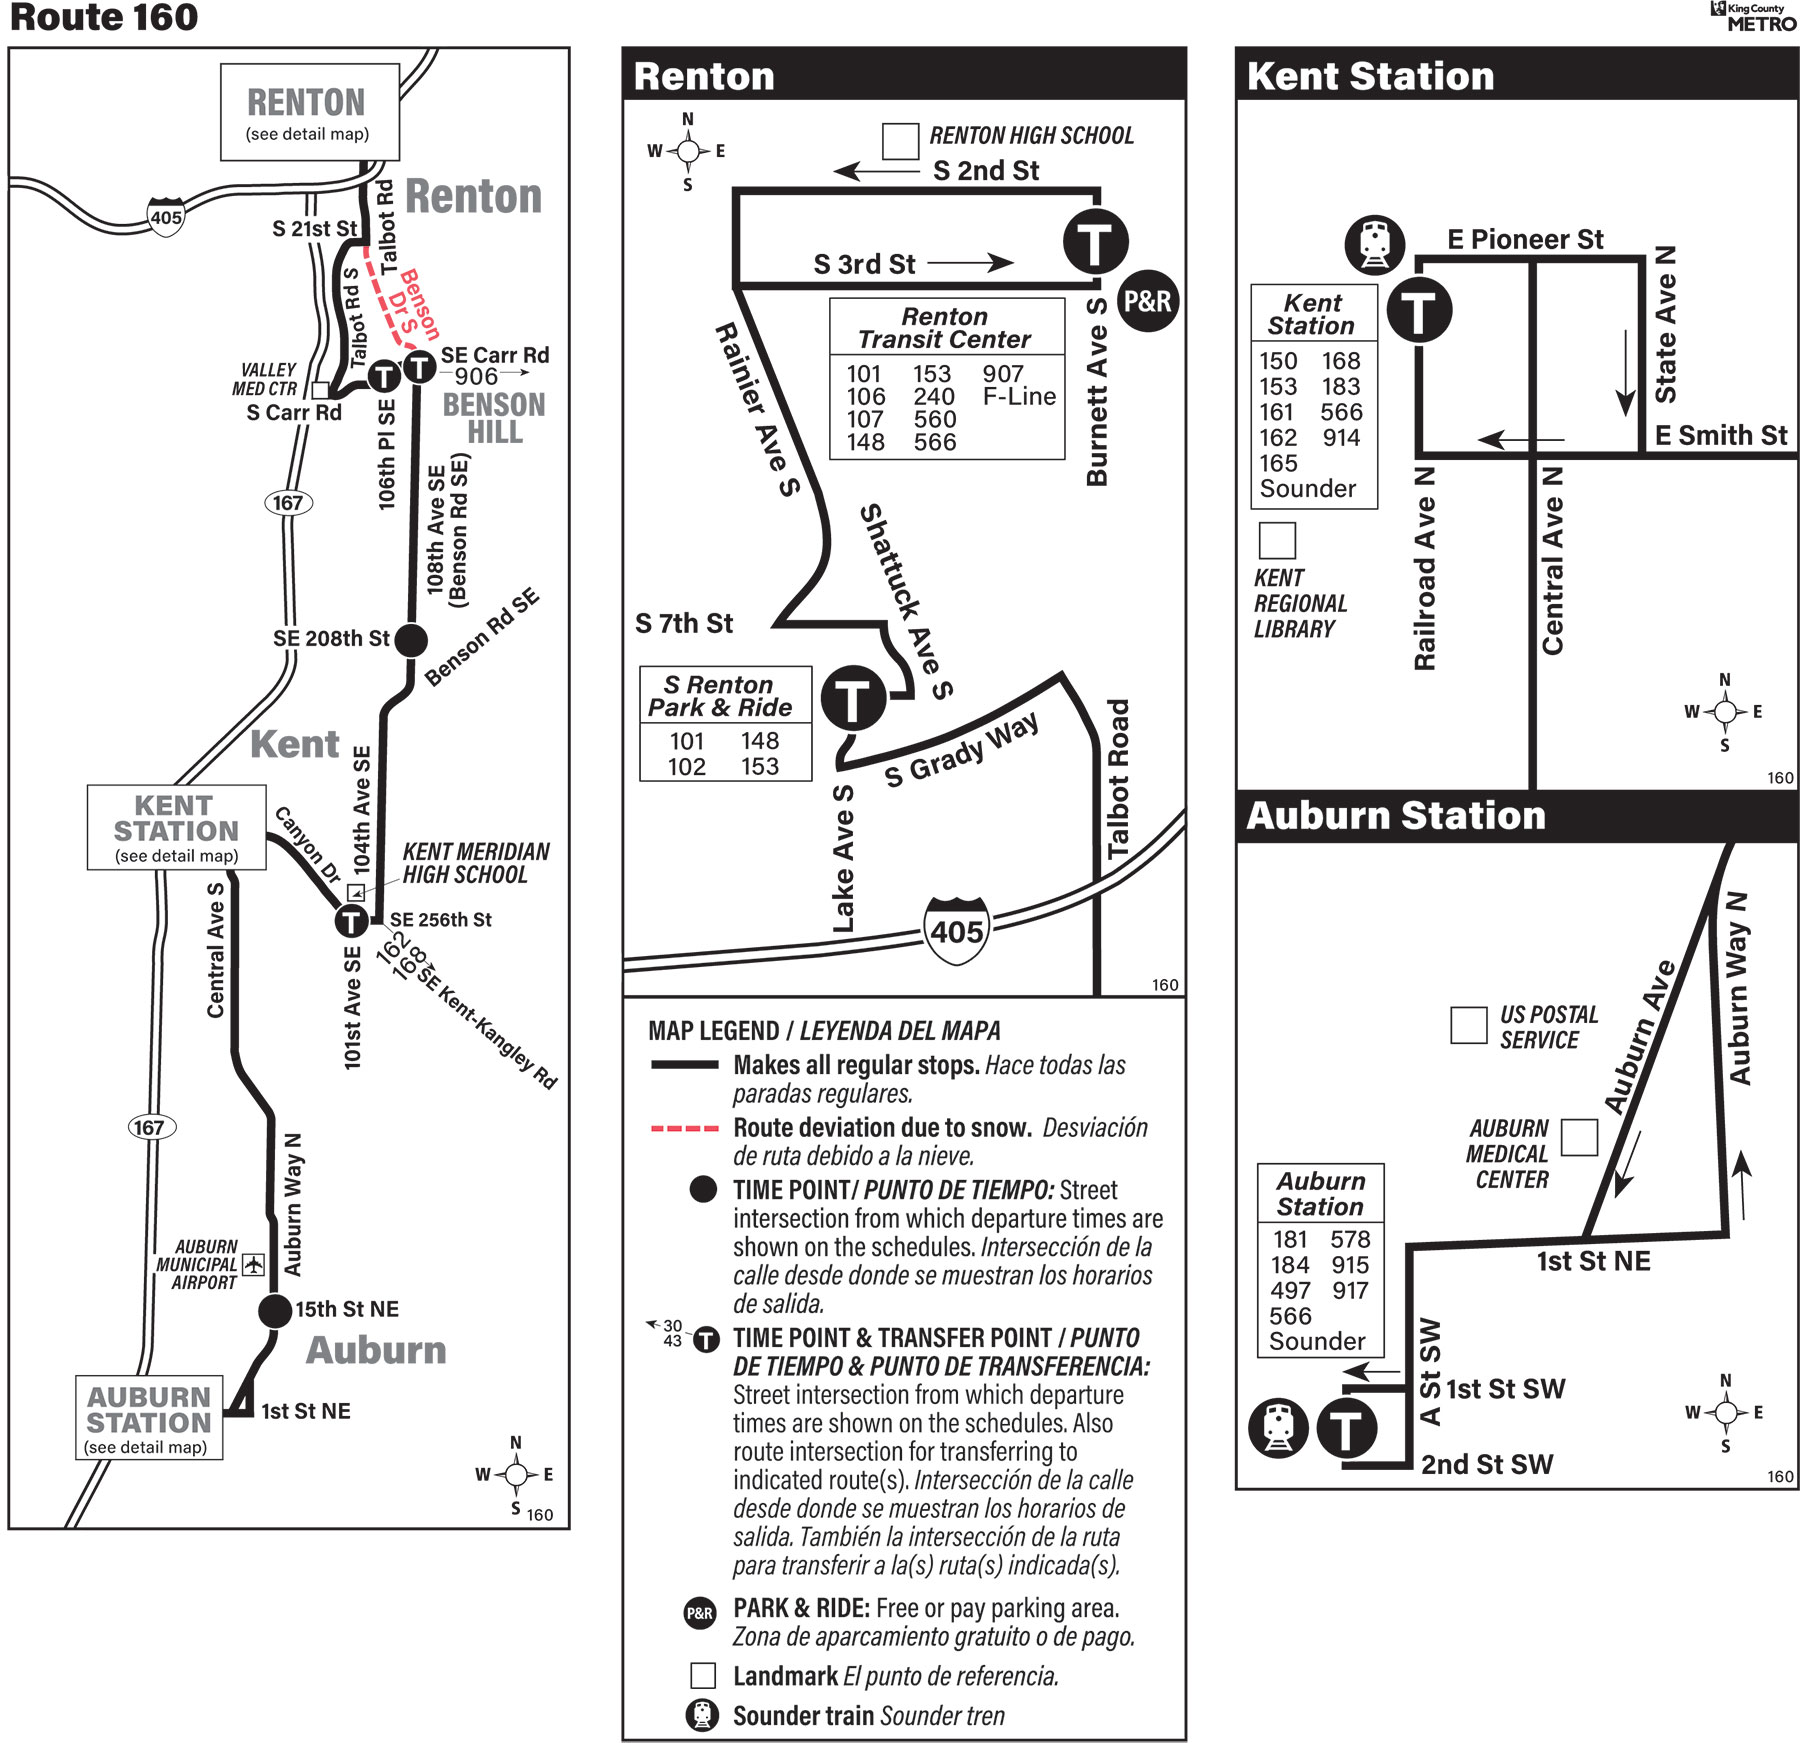 Route 160
King County
METRO
RENTON
(see detail map)
405
Renton
Talbot Rd
S 21st St
Talbot Rd S
Benson
Dr S
VALLEY
MED CTR
S Carr Rd
T
T
SE Carr Rd
906
BENSON
HILL
106th Pl SE
108th Ave SE
(Benson Rd SE)
167
SE 208th St
Benson Rd SE
Kent
104th Ave SE
KENT
STATION
(see detail map)
Canyon Dr
KENT MERIDIAN
HIGH SCHOOL
T
SE 256th St
162
168
SE Kent-Kangley Rd
101st Ave SE
Central Ave S
167
Auburn Way N
AUBURN
MUNICIPAL
AIRPORT
15th St NE
Auburn
AUBURN
STATION
(see detail map)
1st St NE
N
W E
S
160
Renton
N
W E
S
RENTON HIGH SCHOOL
S 2nd St
T
S 3rd St
P&R
Renton
Transit Center
101 153 907
106 240 F-Line
107 560
148 566
Burnett Ave S
Rainier Ave S
Shattuck Ave S
S 7th St
S Renton
Park & Ride
101 148
102 153
T
S Grady Way
Lake Ave S
Talbot Road
405
160
MAP LEGEND / LEYENDA DEL MAPA
Makes all regular stops. Hace todas las
paradas regulares.
Route deviation due to snow. Desviación
de ruta debido a la nieve.
TIME POINT/ PUNTO DE TIEMPO: Street
intersection from which departure times are
shown on the schedules. Intersección de la
calle desde donde se muestran los horarios
de salida.
30
43
T
TIME POINT & TRANSFER POINT / PUNTO
DE TIEMPO & PUNTO DE TRANSFERENCIA:
Street intersection from which departure
times are shown on the schedules. Also
route intersection for transferring to
indicated route(s). Intersección de la calle
desde donde se muestran los horarios de
salida. También la intersección de la ruta
para transferir a la(s) ruta(s) indicada(s).
P&R
PARK & RIDE: Free or pay parking area.
Zona de aparcamiento gratuito o de pago.
Landmark El punto de referencia.
Sounder train Sounder tren
Kent Station
E Pioneer St
State Ave N
T
Kent
Station
150 168
153 183
161 566
162 914
165
Sounder
E Smith St
KENT
REGIONAL
LIBRARY
Railroad Ave N
Central Ave N
N
W E
S
160
Auburn Station
Auburn Ave
Auburn Way N
US POSTAL
SERVICE
AUBURN
MEDICAL
CENTER
Auburn
Station
181 578
184 915
497 917
566
Sounder
1st St NE
A St SW
1st St SW
T
2nd St SW
N
W E
S
160